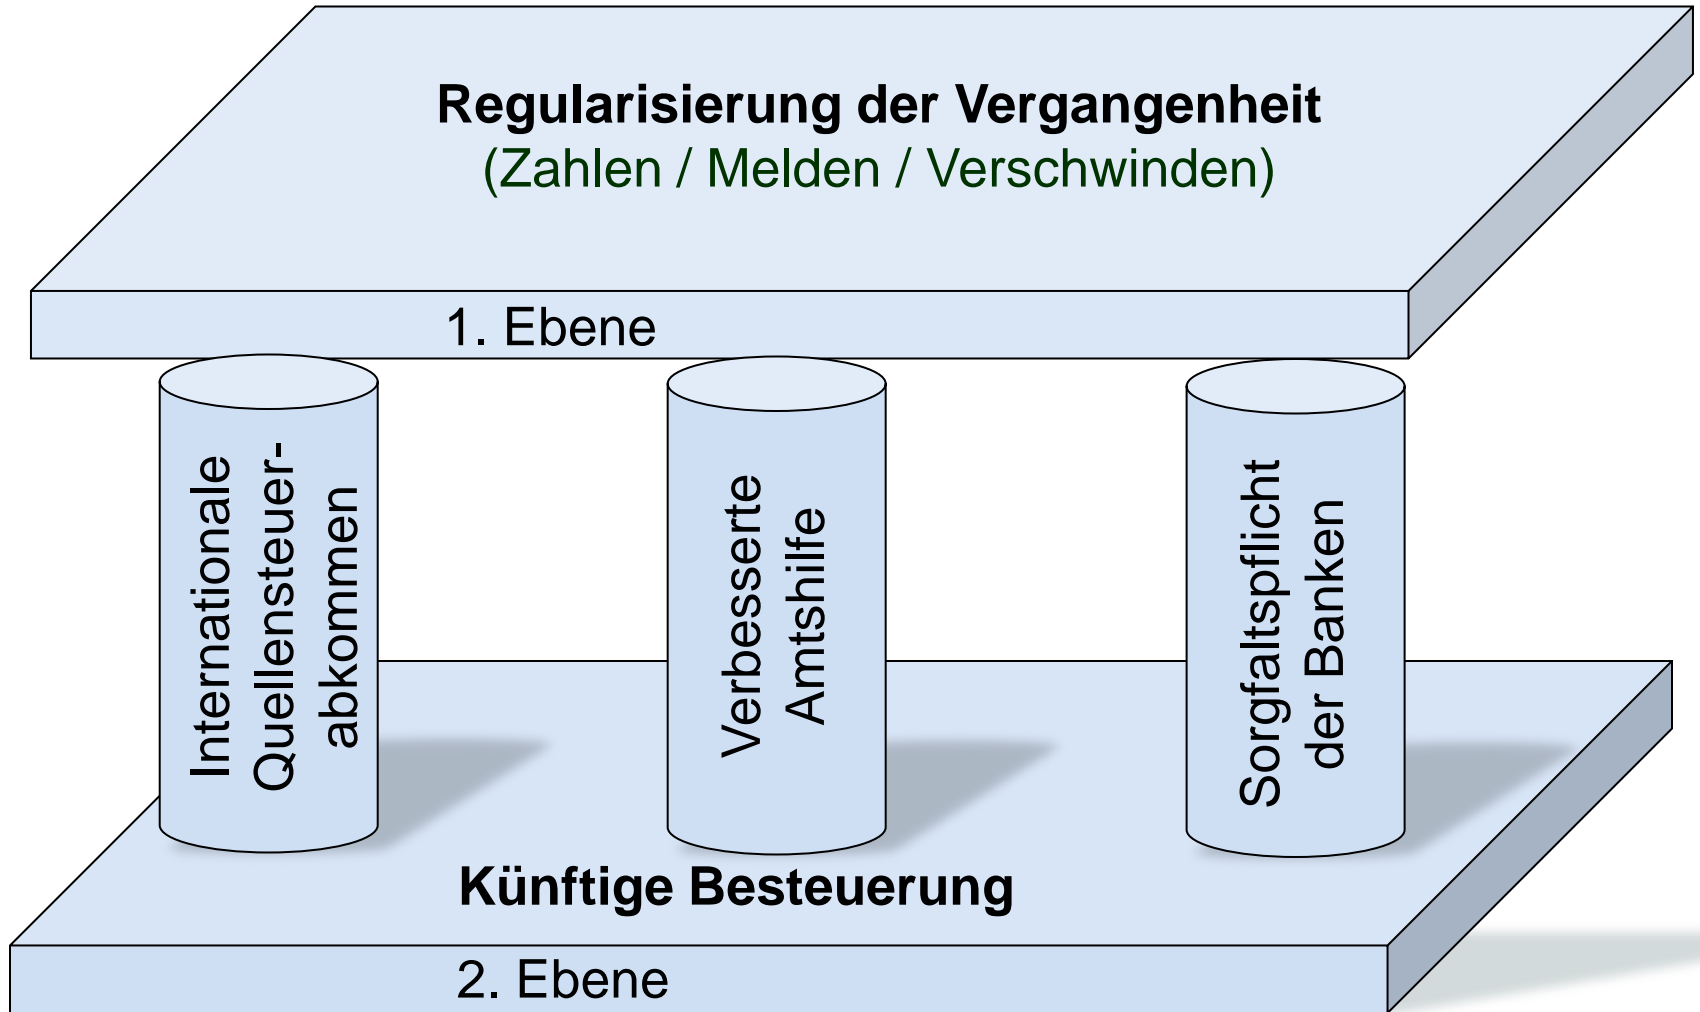 Regularisierung der Vergangenheit
(Zahlen / Melden / Verschwinden)
1. Ebene
Internationale
Quellensteuer-
abkommen
Verbesserte
Amtshilfe
Sorgfaltspflicht
der Banken
Künftige Besteuerung
2. Ebene